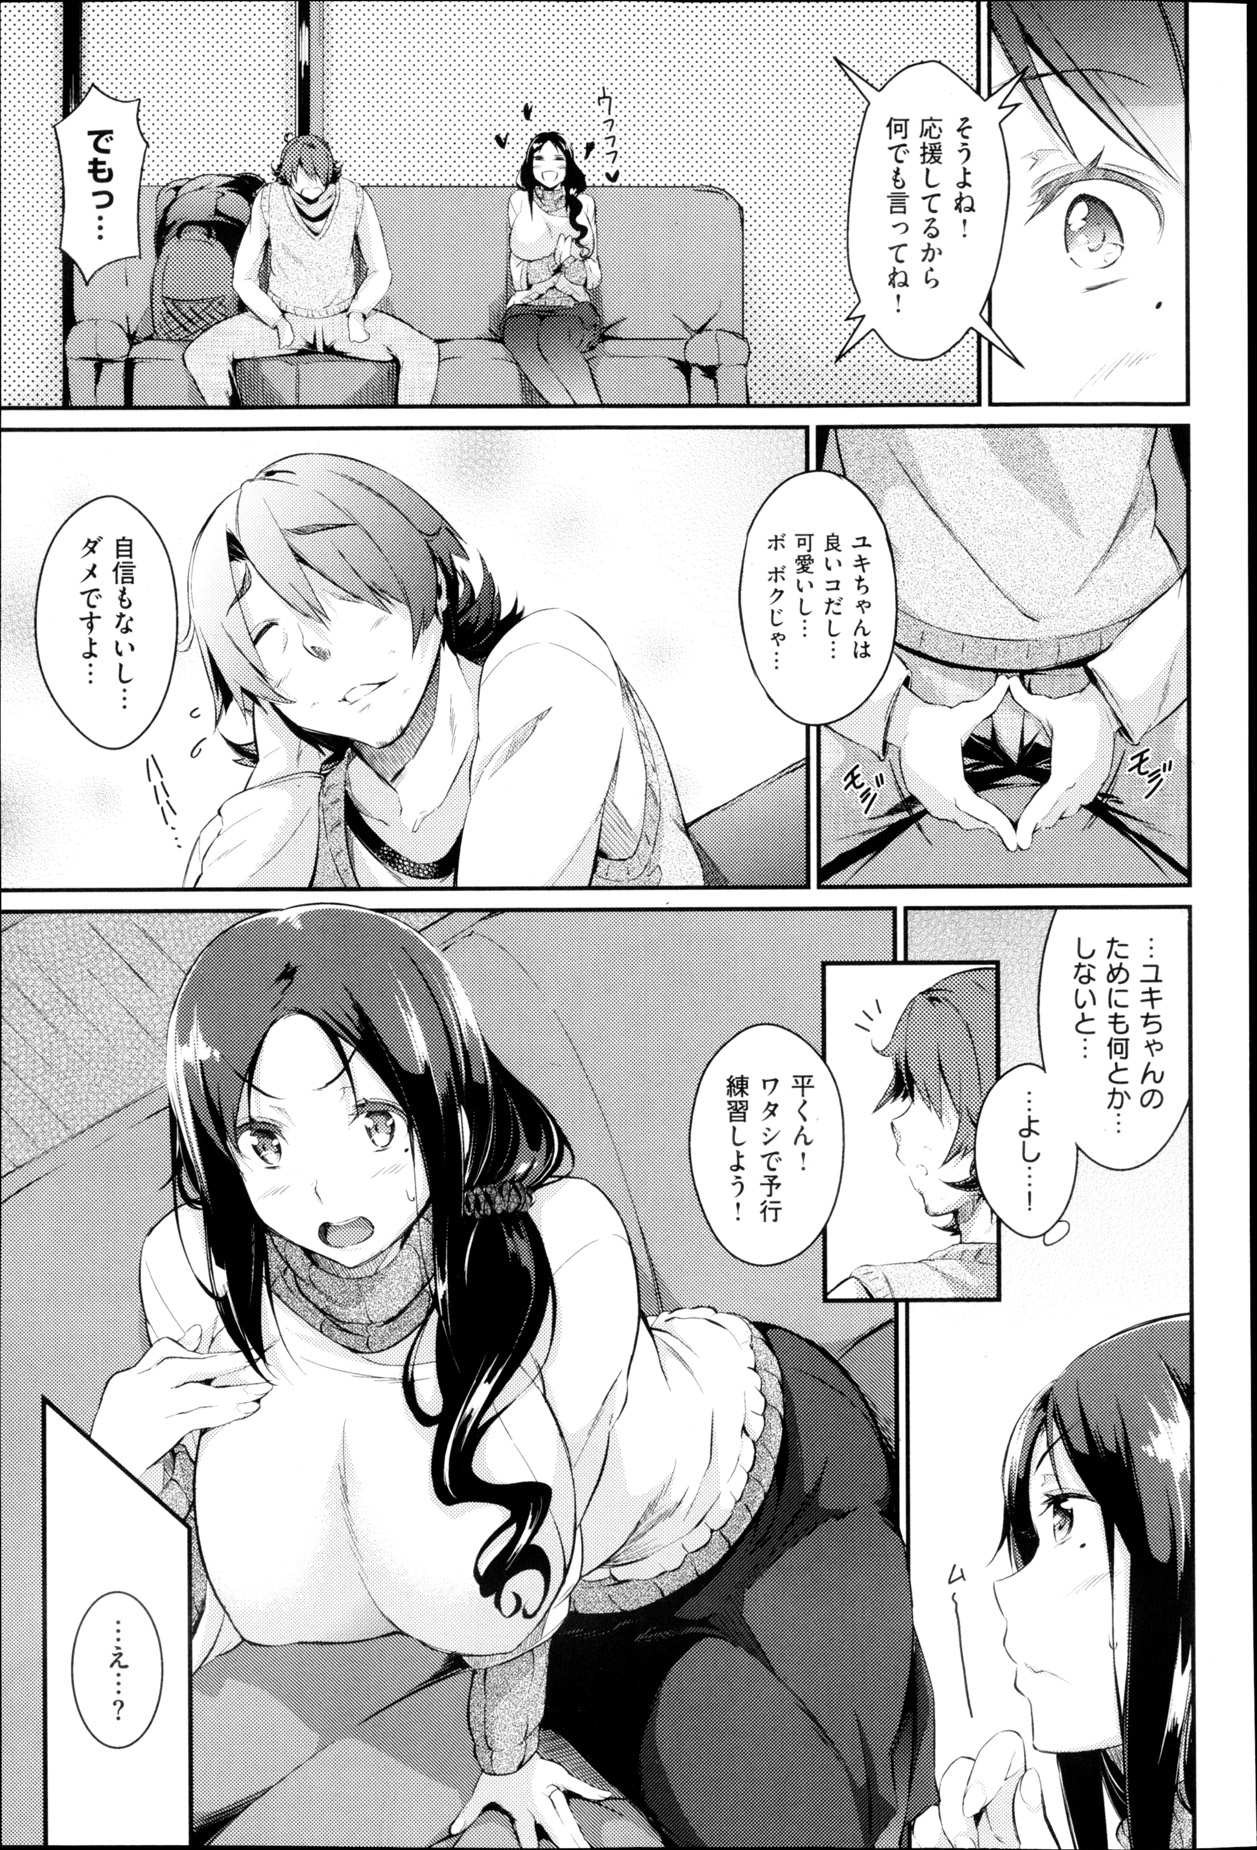 そうよね！
応援してるから
何でも言ってね！
ウフフフ
でもっ…
ユキちゃんは
良いコだし…
可愛いし…
ボ ボクじゃ…
モジ
モジ
自信もないし…
ダメですよ…
ハハハ…
…ユキちゃんの
ためにも何とか…
しないと…
…よし…！
ムーッ
平くん！
ワタシで予行
練習しよう！
…え…？